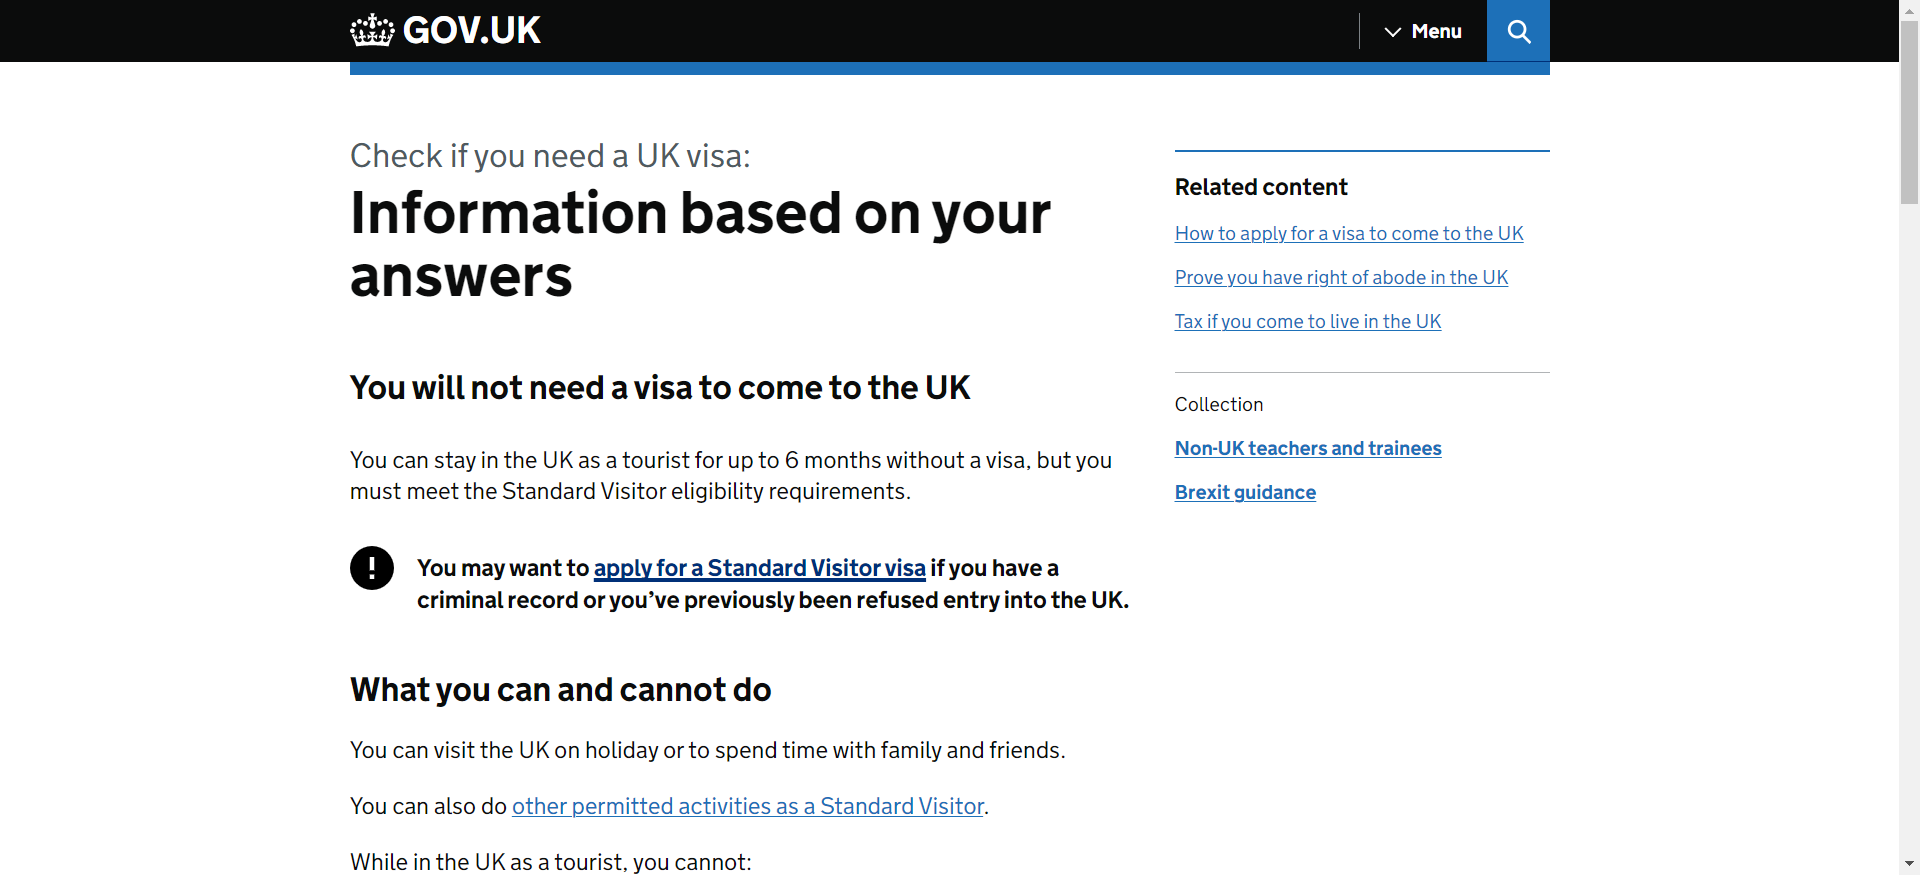 GOV.UK
Menu
Check if you need a UK visa:
Information based on your
answers
You will not need a visa to come to the UK
You can stay in the UK as a tourist for up to 6 months without a visa, but you
must meet the Standard Visitor eligibility requirements.
You may want to apply for a Standard Visitor visa if you have a
criminal record or you’ve previously been refused entry into the UK.
What you can and cannot do
You can visit the UK on holiday or to spend time with family and friends.
You can also do other permitted activities as a Standard Visitor.
While in the UK as a tourist, you cannot:
Related content
How to apply for a visa to come to the UK
Prove you have right of abode in the UK
Tax if you come to live in the UK
Collection
Non-UK teachers and trainees
Brexit guidance